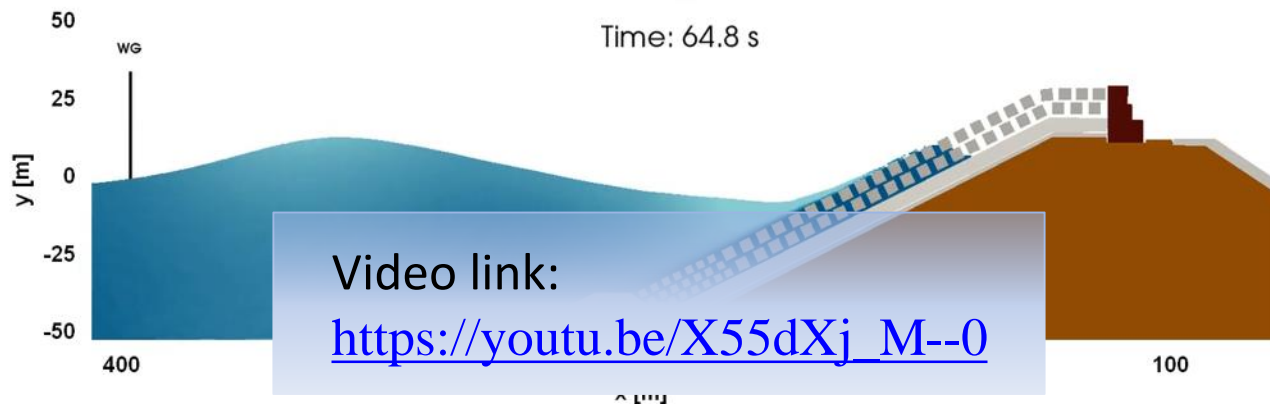 Time: 64.8 s
50
WG
25
y [m]
0
-25
-50
Video link:
https://youtu.be/X55dXj_M--0
400
100
x [m]